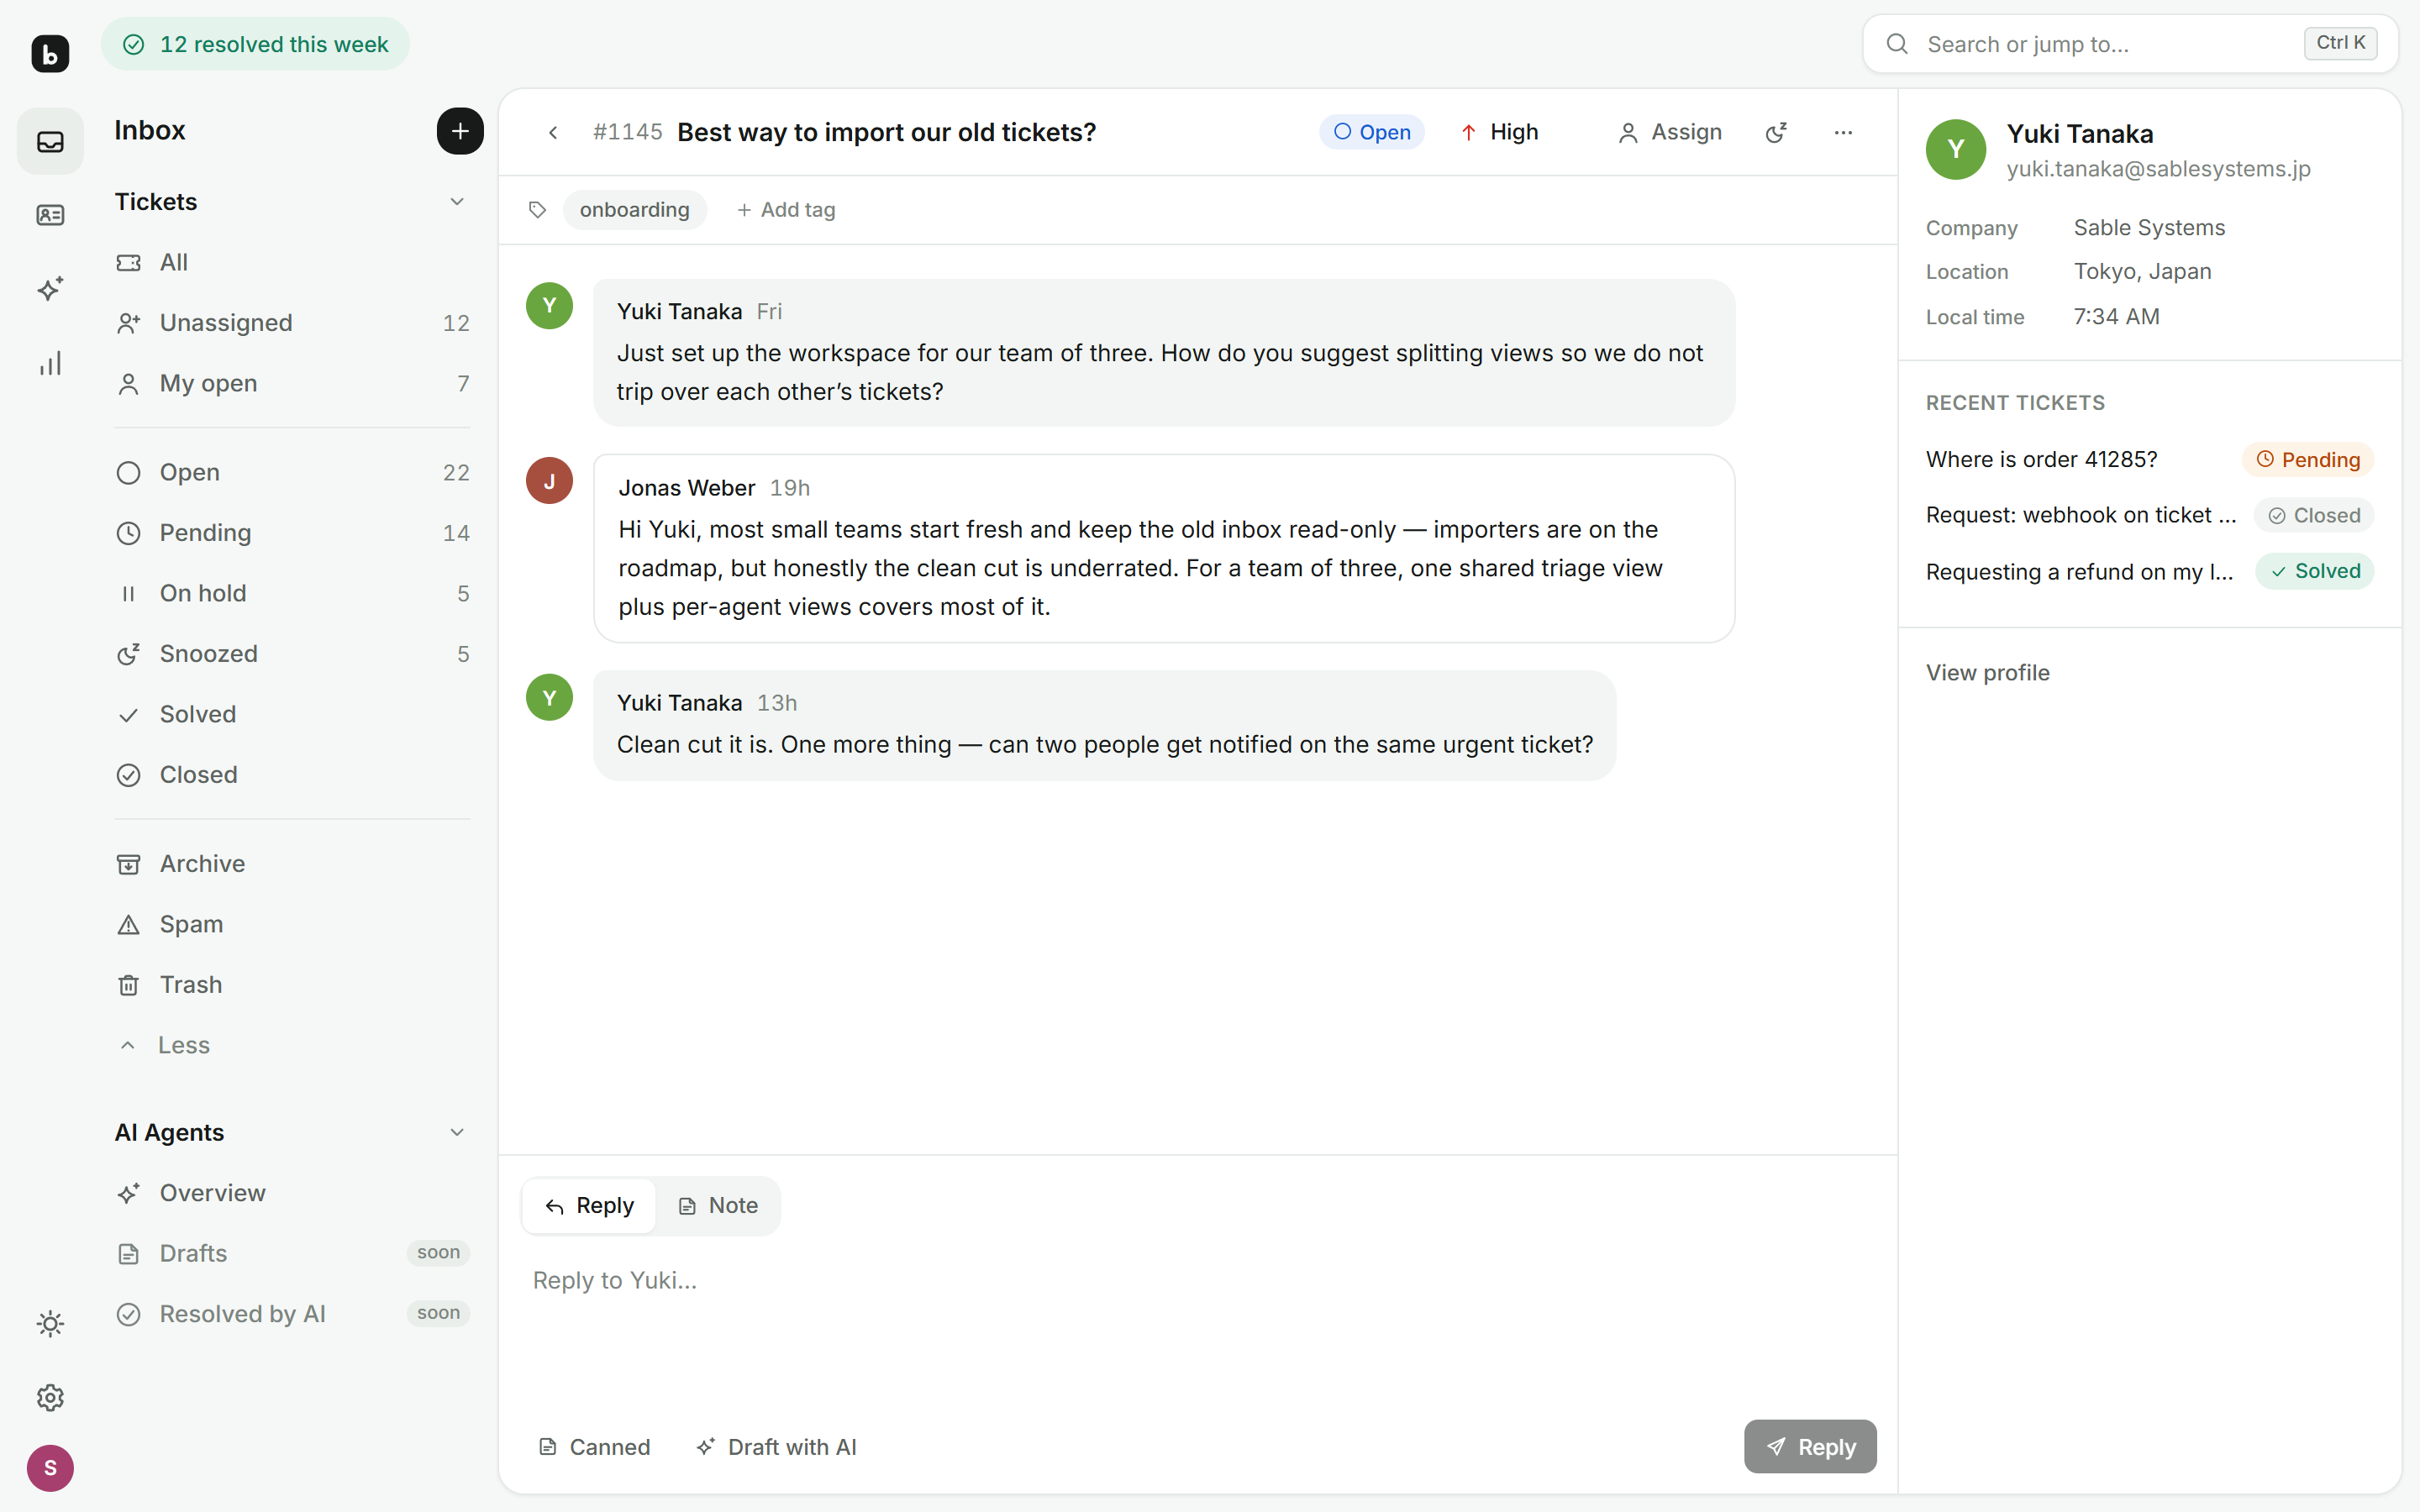 b
12 resolved this week
Search or jump to...
Ctrl K
Inbox
Tickets
All
Unassigned 12
My open 7
Open 22
Pending 14
On hold 5
Snoozed 5
Solved
Closed
Archive
Spam
Trash
Less
AI Agents
Overview
Drafts soon
Resolved by AI soon
S
#1145 Best way to import our old tickets?
Open
High
Assign
onboarding
+ Add tag
Y
Yuki Tanaka Fri
Just set up the workspace for our team of three. How do you suggest splitting views so we do not
trip over each other’s tickets?
J
Jonas Weber 19h
Hi Yuki, most small teams start fresh and keep the old inbox read-only — importers are on the
roadmap, but honestly the clean cut is underrated. For a team of three, one shared triage view
plus per-agent views covers most of it.
Y
Yuki Tanaka 13h
Clean cut it is. One more thing — can two people get notified on the same urgent ticket?
Reply
Note
Reply to Yuki...
Canned
Draft with AI
Reply
Y
Yuki Tanaka
yuki.tanaka@sablesystems.jp
Company Sable Systems
Location Tokyo, Japan
Local time 7:34 AM
RECENT TICKETS
Where is order 41285? Pending
Request: webhook on ticket ... Closed
Requesting a refund on my l... Solved
View profile